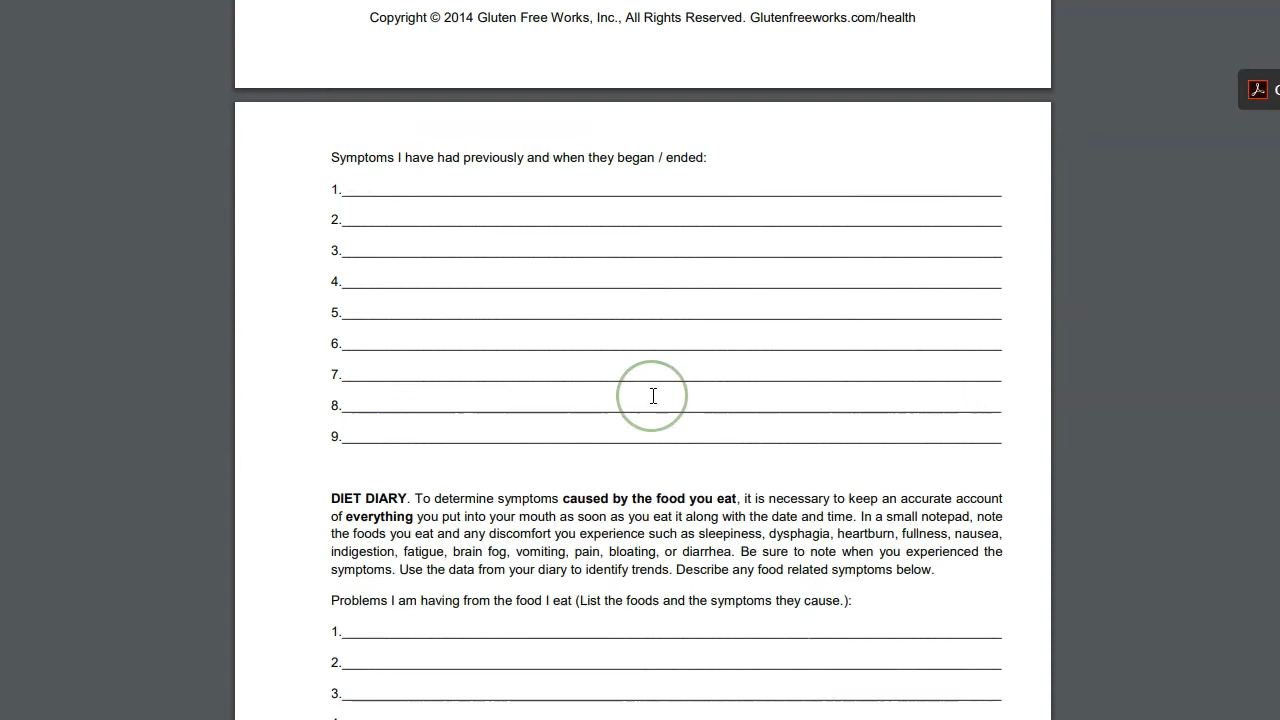 Copyright © 2014 Gluten Free Works, Inc., All Rights Reserved. Glutenfreeworks.com/health
Symptoms I have had previously and when they began / ended:
1.
2.
3.
4.
5.
6.
7.
8.
9.
DIET DIARY. To determine symptoms caused by the food you eat, it is necessary to keep an accurate account
of everything you put into your mouth as soon as you eat it along with the date and time. In a small notepad, note
the foods you eat and any discomfort you experience such as sleepiness, dysphagia, heartburn, fullness, nausea,
indigestion, fatigue, brain fog, vomiting, pain, bloating, or diarrhea. Be sure to note when you experienced the
symptoms. Use the data from your diary to identify trends. Describe any food related symptoms below.
Problems I am having from the food I eat (List the foods and the symptoms they cause.):
1.
2.
3.